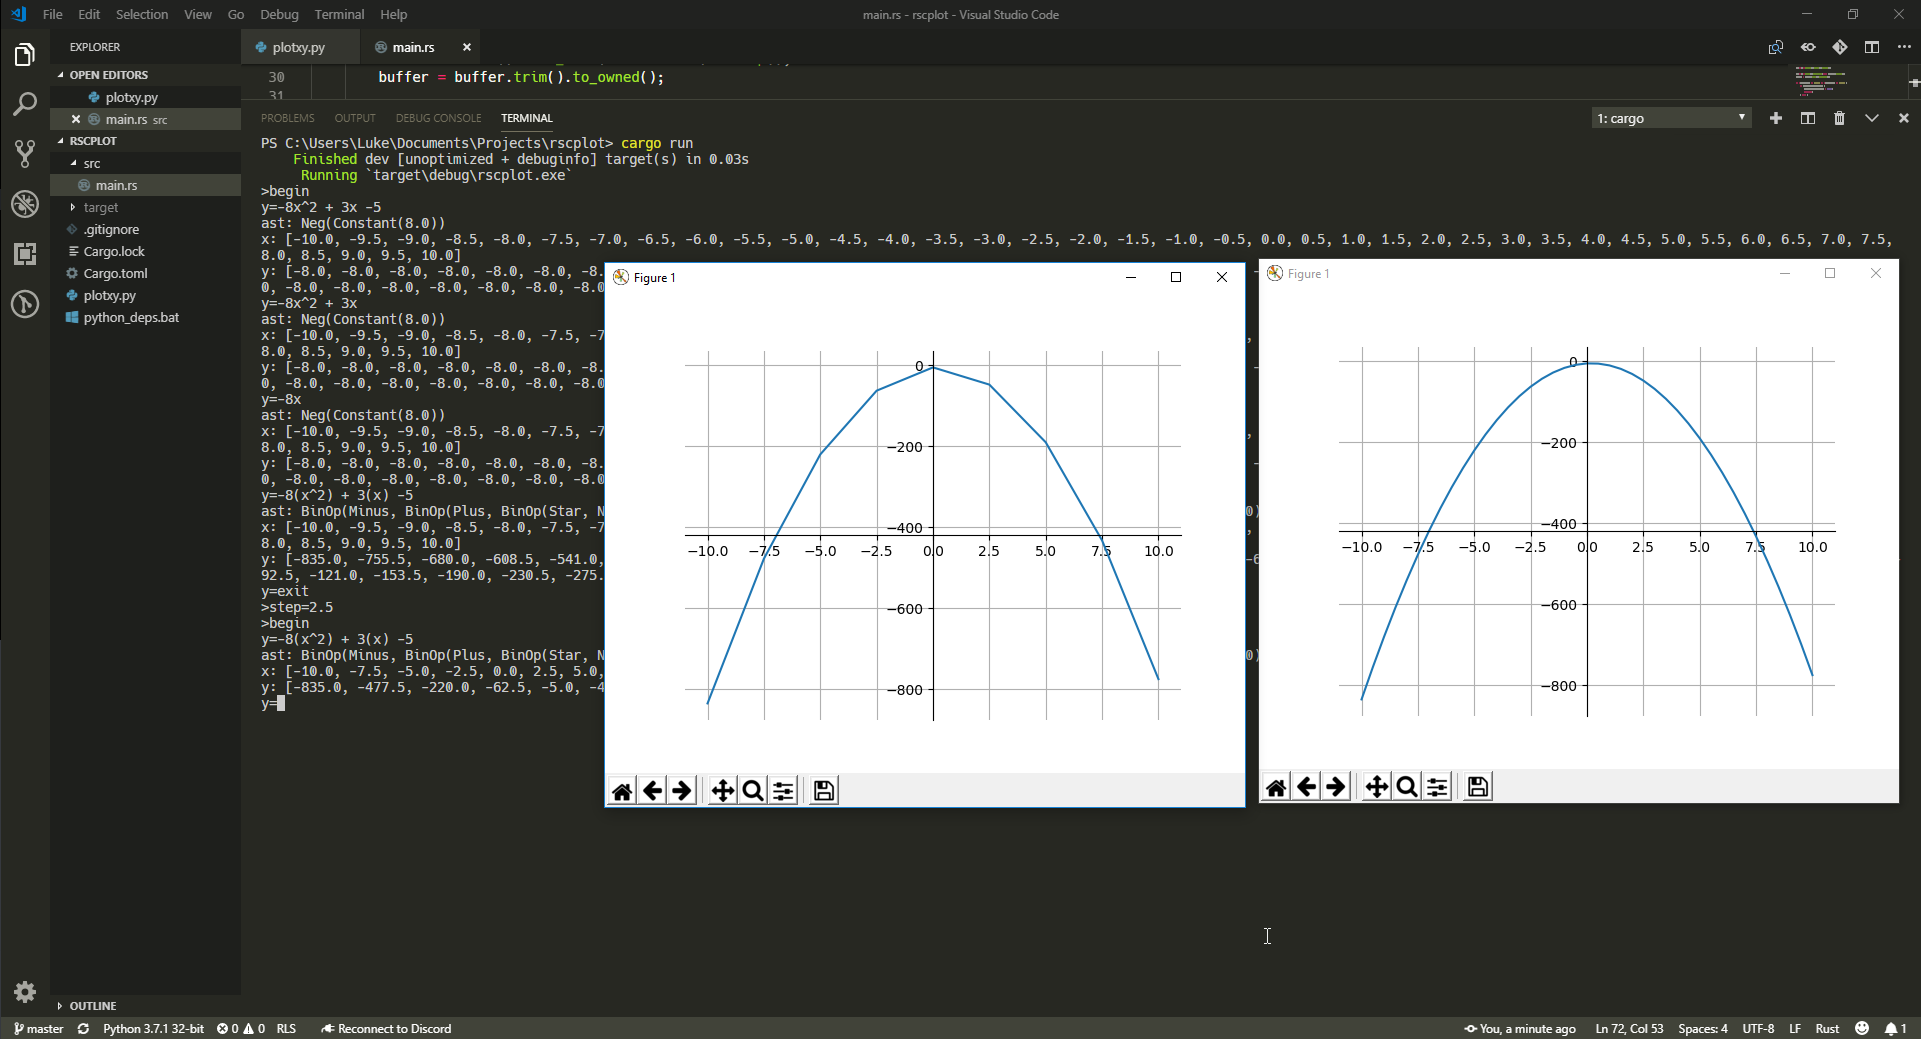 File Edit Selection View Go Debug Terminal Help
main.rs - rscplot - Visual Studio Code
EXPLORER
OPEN EDITORS
plotxy.py
main.rs src
RSCPLOT
src
main.rs
target
.gitignore
Cargo.lock
Cargo.toml
plotxy.py
python_deps.bat
OUTLINE
plotxy.py main.rs
30 buffer = buffer.trim().to_owned();
31
PROBLEMS OUTPUT DEBUG CONSOLE TERMINAL
1: cargo
PS C:\Users\Luke\Documents\Projects\rscplot> cargo run
Finished dev [unoptimized + debuginfo] target(s) in 0.03s
Running `target\debug\rscplot.exe`
>begin
y=-8x^2 + 3x -5
ast: Neg(Constant(8.0))
x: [-10.0, -9.5, -9.0, -8.5, -8.0, -7.5, -7.0, -6.5, -6.0, -5.5, -5.0, -4.5, -4.0, -3.5, -3.0, -2.5, -2.0, -1.5, -1.0, -0.5, 0.0, 0.5, 1.0, 1.5, 2.0, 2.5, 3.0, 3.5, 4.0, 4.5, 5.0, 5.5, 6.0, 6.5, 7.0, 7.5,
8.0, 8.5, 9.0, 9.5, 10.0]
y: [-8.0, -8.0, -8.0, -8.0, -8.0, -8.0, -8.
0, -8.0, -8.0, -8.0, -8.0, -8.0, -8.0, -8.0
y=-8x^2 + 3x
ast: Neg(Constant(8.0))
x: [-10.0, -9.5, -9.0, -8.5, -8.0, -7.5, -7
8.0, 8.5, 9.0, 9.5, 10.0]
y: [-8.0, -8.0, -8.0, -8.0, -8.0, -8.0, -8.
0, -8.0, -8.0, -8.0, -8.0, -8.0, -8.0, -8.0
y=-8x
ast: Neg(Constant(8.0))
x: [-10.0, -9.5, -9.0, -8.5, -8.0, -7.5, -7
8.0, 8.5, 9.0, 9.5, 10.0]
y: [-8.0, -8.0, -8.0, -8.0, -8.0, -8.0, -8.
0, -8.0, -8.0, -8.0, -8.0, -8.0, -8.0, -8.0
y=-8(x^2) + 3(x) -5
ast: BinOp(Minus, BinOp(Plus, BinOp(Star, N
x: [-10.0, -9.5, -9.0, -8.5, -8.0, -7.5, -7
8.0, 8.5, 9.0, 9.5, 10.0]
y: [-835.0, -755.5, -680.0, -608.5, -541.0,
92.5, -121.0, -153.5, -190.0, -230.5, -275.
y=exit
>step=2.5
>begin
y=-8(x^2) + 3(x) -5
ast: BinOp(Minus, BinOp(Plus, BinOp(Star, N
x: [-10.0, -7.5, -5.0, -2.5, 0.0, 2.5, 5.0,
y: [-835.0, -477.5, -220.0, -62.5, -5.0, -4
y=
Figure 1
0
−200
−400
−10.0 −7.5 −5.0 −2.5 0.0 2.5 5.0 7.5 10.0
−600
−800
Figure 1
0
−200
−400
−10.0 −7.5 −5.0 −2.5 0.0 2.5 5.0 7.5 10.0
−600
−800
master Python 3.7.1 32-bit 0 0 RLS Reconnect to Discord
You, a minute ago Ln 72, Col 53 Spaces: 4 UTF-8 LF Rust 1